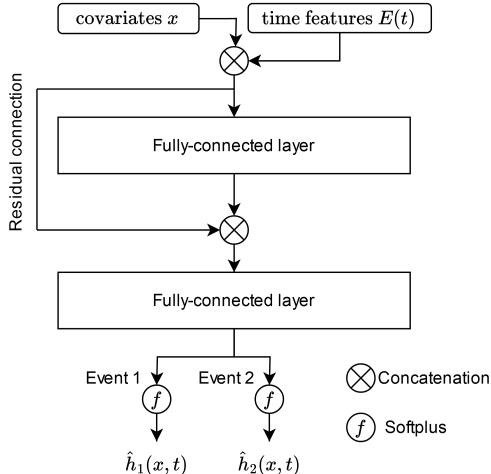 covariates x
time features E(t)
Residual connection
Fully-connected layer
Fully-connected layer
Event 1
Event 2
f
f
Concatenation
f Softplus
ĥ₁(x, t)
ĥ₂(x, t)